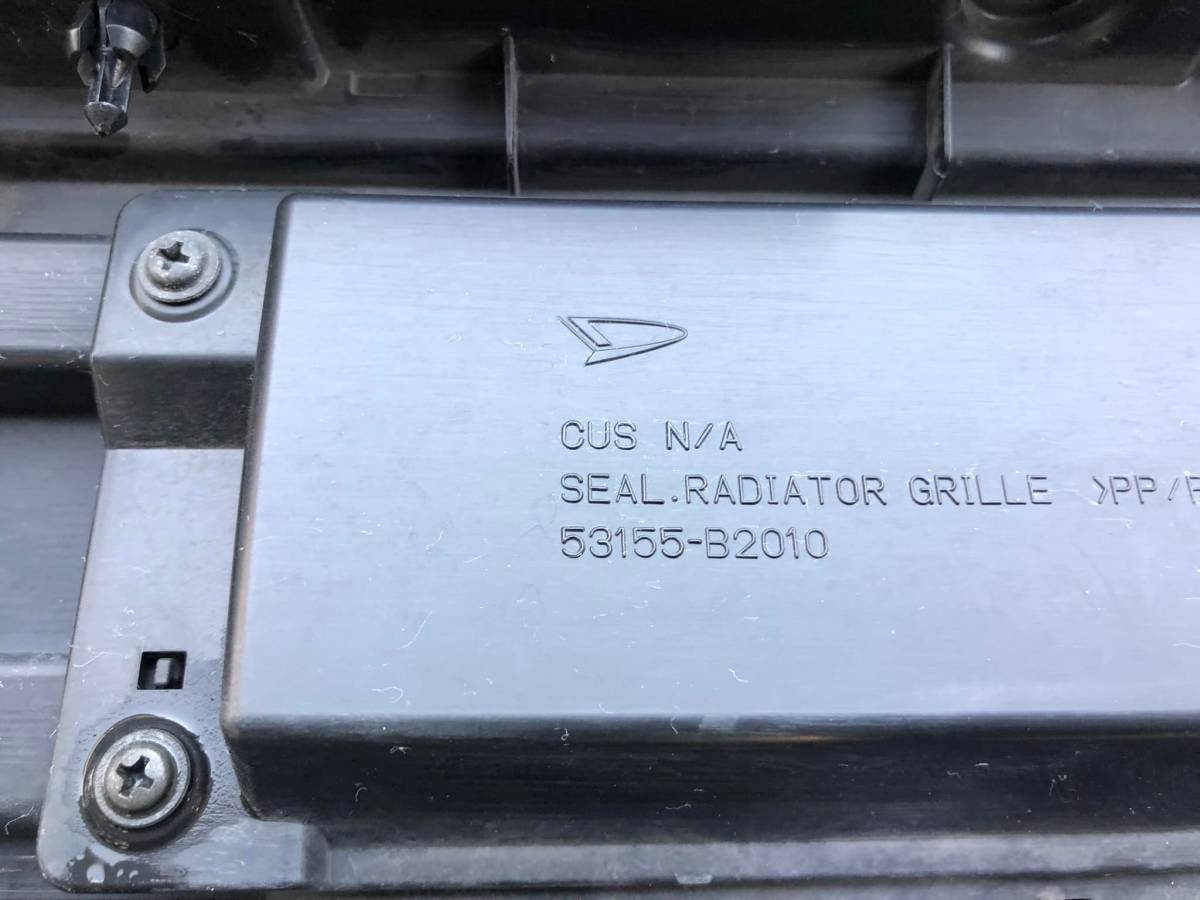 CUS N/A
SEAL.RADIATOR GRILLE >PP/
53155-B2010